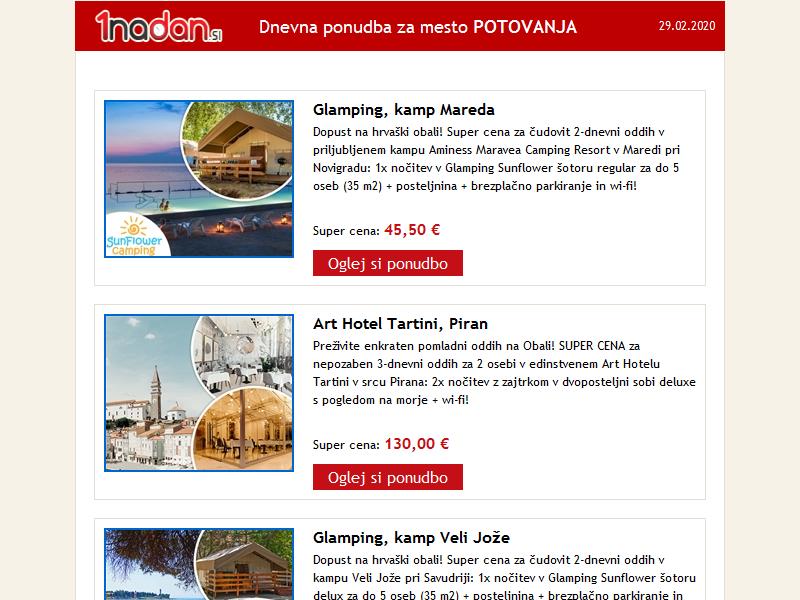 1nadan.si
Dnevna ponudba za mesto POTOVANJA
29.02.2020
Glamping, kamp Mareda
Dopust na hrvaški obali! Super cena za čudovit 2-dnevni oddih v
priljubljenem kampu Aminess Maravea Camping Resort v Maredi pri
Novigradu: 1x nočitev v Glamping Sunflower šotoru regular za do 5
oseb (35 m2) + posteljnina + brezplačno parkiranje in wi-fi!
SunFlower
camping
Super cena: 45,50 €
Oglej si ponudbo
Art Hotel Tartini, Piran
Preživite enkraten pomladni oddih na Obali! SUPER CENA za
nepozaben 3-dnevni oddih za 2 osebi v edinstvenem Art Hotelu
Tartini v srcu Pirana: 2x nočitev z zajtrkom v dvoposteljni sobi deluxe
s pogledom na morje + wi-fi!
Super cena: 130,00 €
Oglej si ponudbo
Glamping, kamp Veli Jože
Dopust na hrvaški obali! Super cena za čudovit 2-dnevni oddih v
kampu Veli Jože pri Savudriji: 1x nočitev v Glamping Sunflower šotoru
delux za do 5 oseb (35 m2) + posteljnina + brezplačno parkiranje in